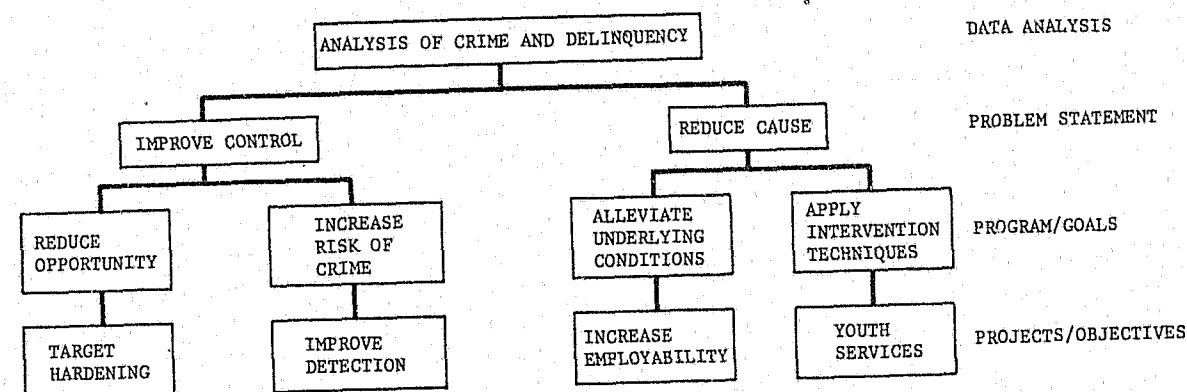 ANALYSIS OF CRIME AND DELINQUENCY
DATA ANALYSIS
IMPROVE CONTROL
REDUCE CAUSE
PROBLEM STATEMENT
REDUCE
OPPORTUNITY
INCREASE
RISK OF
CRIME
ALLEVIATE
UNDERLYING
CONDITIONS
APPLY
INTERVENTION
TECHNIQUES
PROGRAM/GOALS
TARGET
HARDENING
IMPROVE
DETECTION
INCREASE
EMPLOYABILITY
YOUTH
SERVICES
PROJECTS/OBJECTIVES